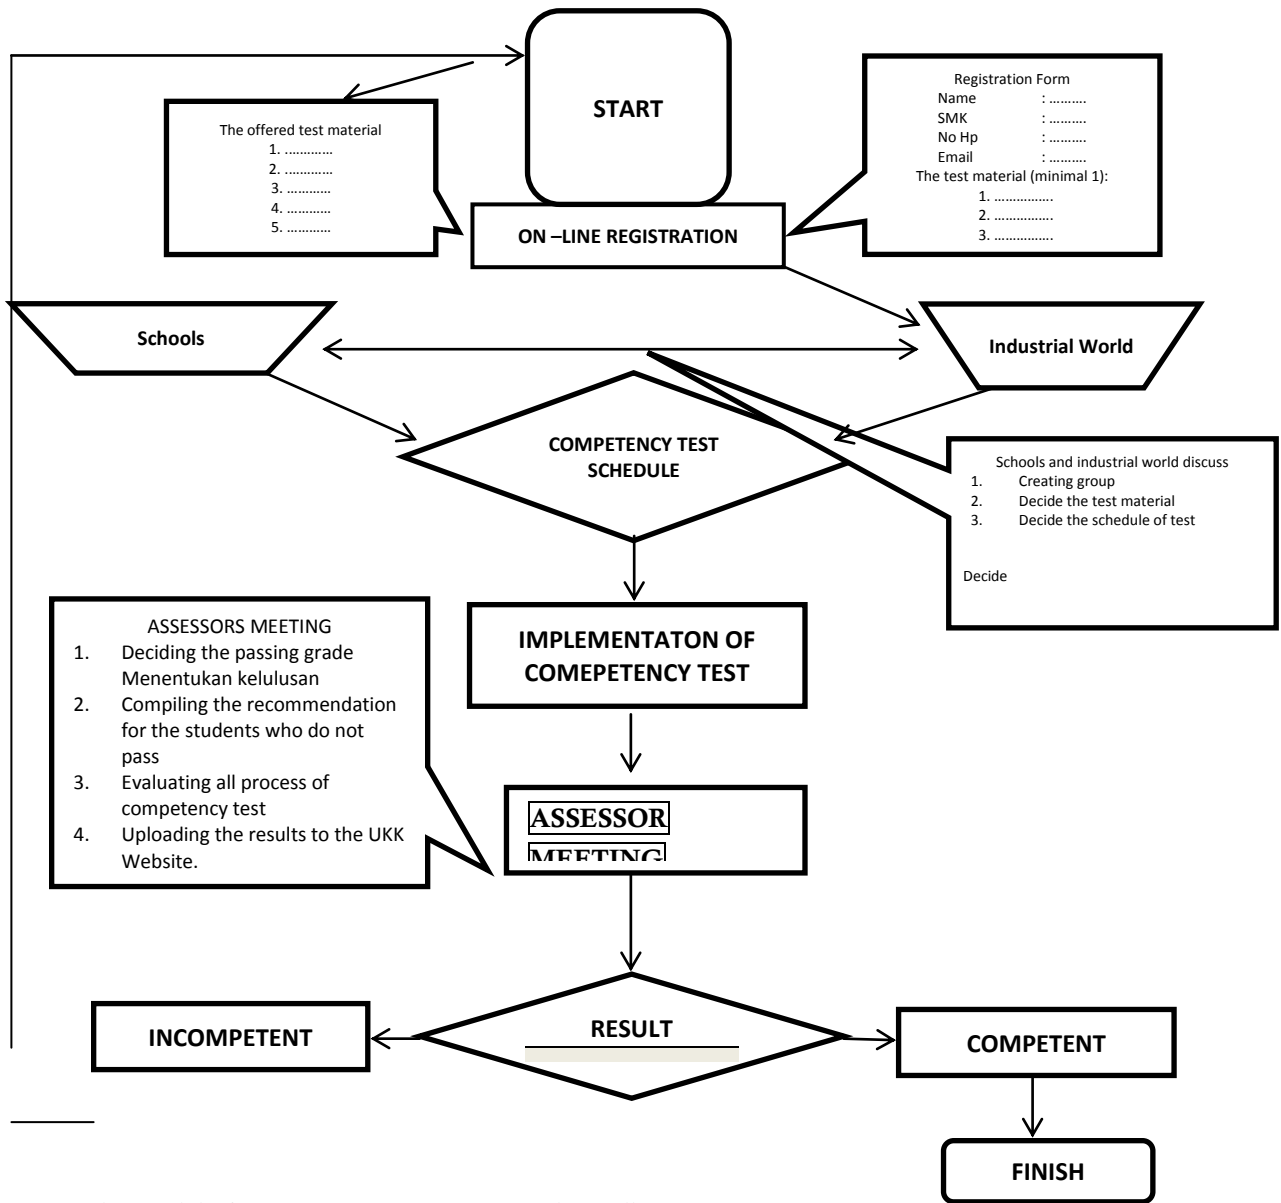 START
The offered test material
1. ............
2. ............
3. ............
4. ............
5. ............
Registration Form
Name : ..........
SMK : ..........
No Hp : ..........
Email : ..........
The test material (minimal 1):
1. ................
2. ................
3. ................
ON –LINE REGISTRATION
Schools
Industrial World
COMPETENCY TEST
SCHEDULE
Schools and industrial world discuss
1. Creating group
2. Decide the test material
3. Decide the schedule of test
Decide
IMPLEMENTATON OF
COMEPETENCY TEST
ASSESSORS MEETING
1. Deciding the passing grade
Menentukan kelulusan
2. Compiling the recommendation
for the students who do not
pass
3. Evaluating all process of
competency test
4. Uploading the results to the UKK
Website.
ASSESSOR
MEETING
RESULT
INCOMPETENT
COMPETENT
FINISH